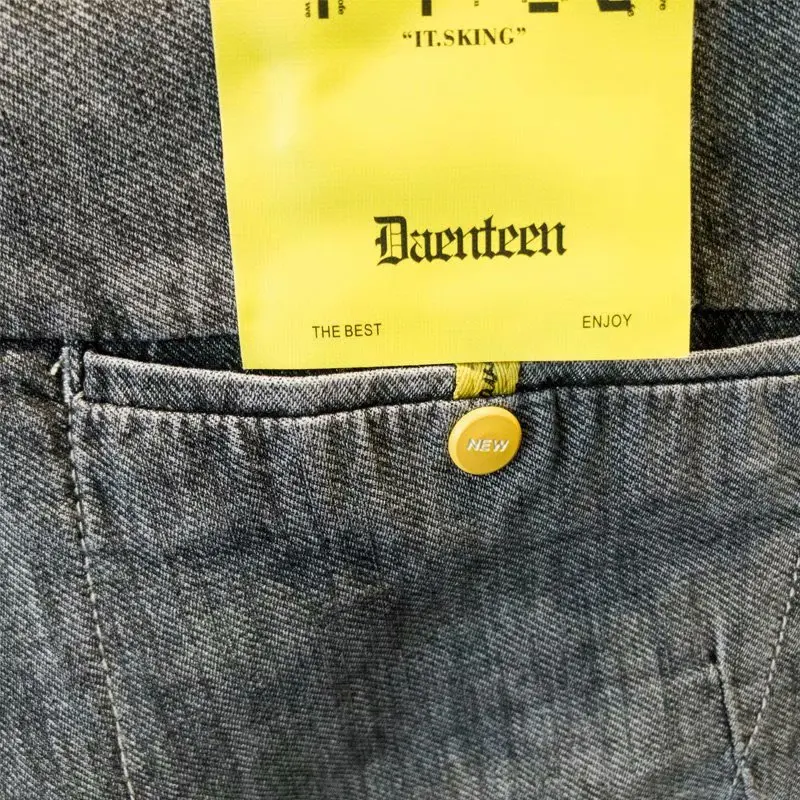 "IT.SKING"
Daenteen
THE BEST
ENJOY
NEW